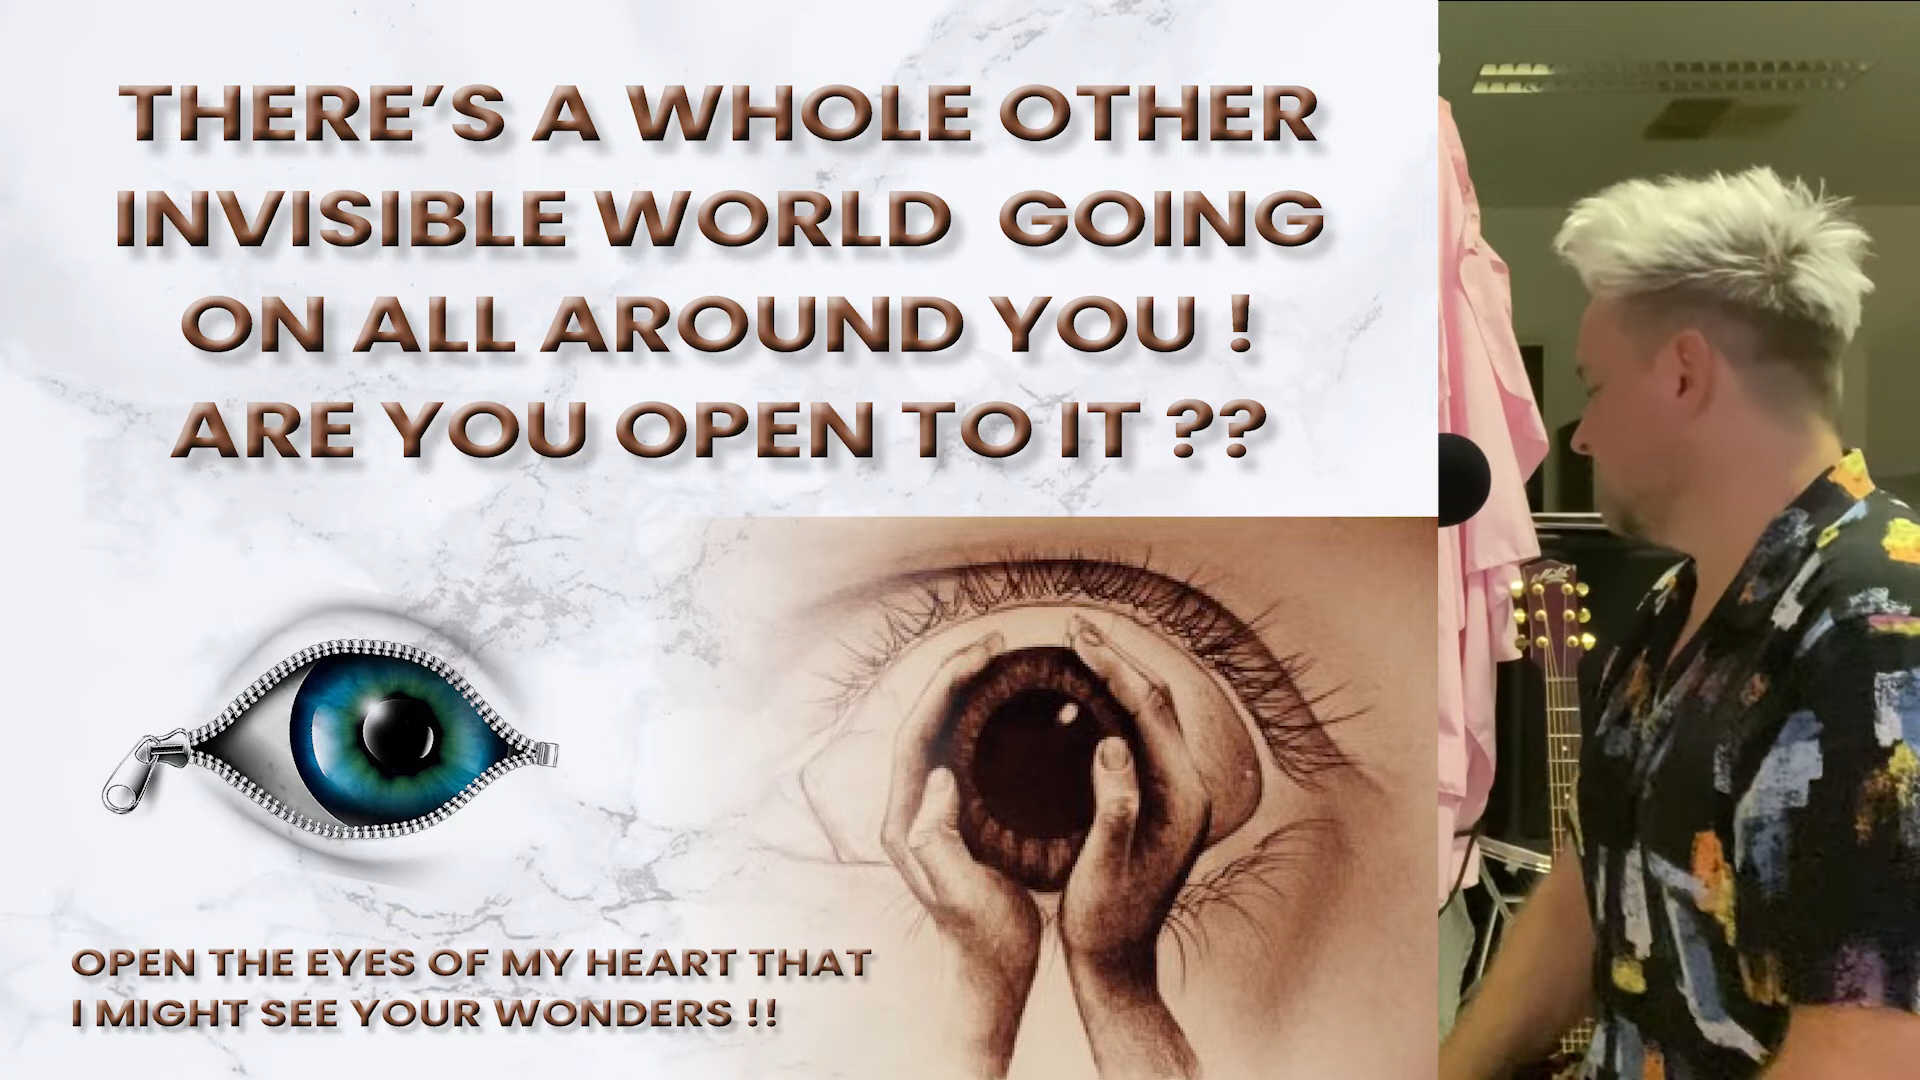 THERE’S A WHOLE OTHER
INVISIBLE WORLD  GOING
ON ALL AROUND YOU !
ARE YOU OPEN TO IT ??
OPEN THE EYES OF MY HEART THAT
I MIGHT SEE YOUR WONDERS !!